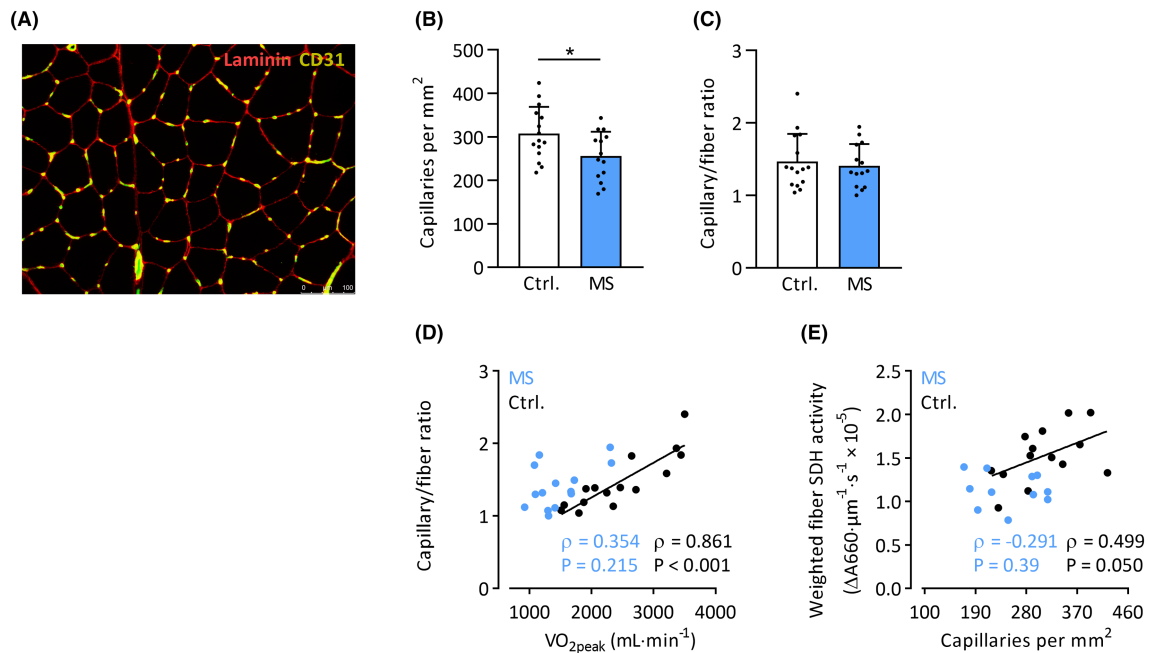 (A)
Laminin CD31
0 µm 100
(B)
Capillaries per mm²
500
400
300
200
100
0
*
Ctrl.
MS
(C)
Capillary/fiber ratio
3
2
1
0
Ctrl.
MS
(D)
Capillary/fiber ratio
3
2
1
0
MS
Ctrl.
ρ = 0.354
P = 0.215
ρ = 0.861
P < 0.001
1000
2000
3000
4000
VO₂peak (mL·min⁻¹)
(E)
Weighted fiber SDH activity
(ΔA660·µm⁻¹·s⁻¹ × 10⁻⁵)
2.5
2.0
1.5
1.0
0.5
0.0
MS
Ctrl.
ρ = -0.291
P = 0.39
ρ = 0.499
P = 0.050
100
190
280
370
460
Capillaries per mm²